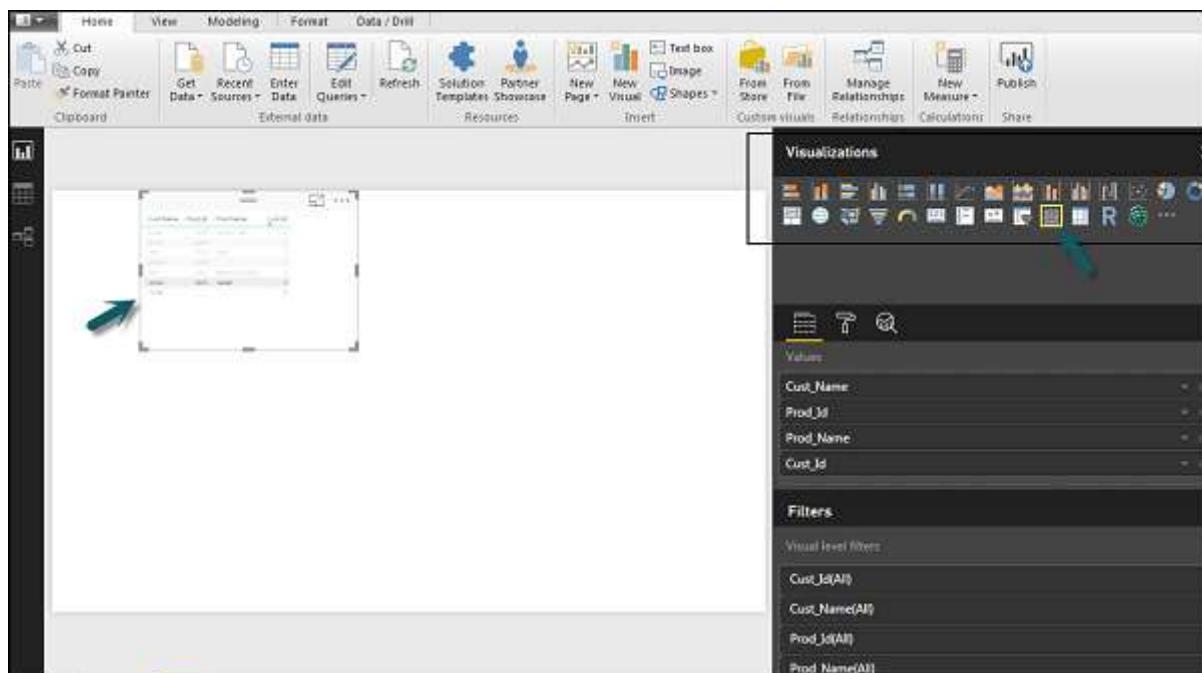 Home View Modeling Format Data / Drill
Paste
Cut
Copy
Format Painter
Clipboard
Get Data
Recent Sources
Enter Data
Edit Queries
Refresh
External data
Solution Templates
Partner Showcase
Resources
New Page
New Visual
Text box
Image
Shapes
Insert
From Store
From File
Custom visuals
Manage Relationships
Relationships
New Measure
Calculations
Publish
Share
Visualizations
R
Values
Cust_Name
Prod_Id
Prod_Name
Cust_Id
Filters
Visual level filters
Cust_Id(All)
Cust_Name(All)
Prod_Id(All)
Prod_Name(All)